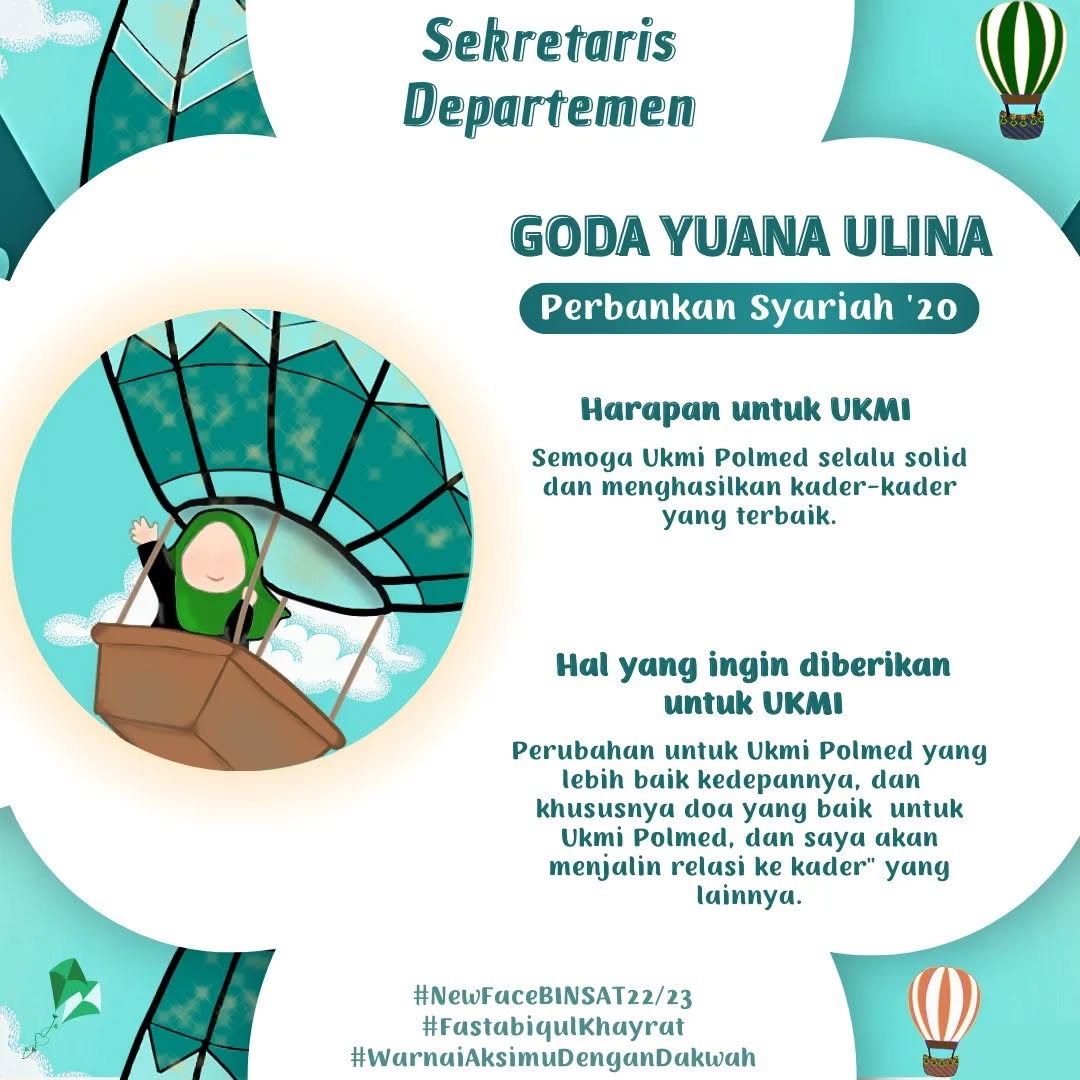 Sekretaris
Departemen
GODA YUANA ULINA
Perbankan Syariah '20
Harapan untuk UKMI
Semoga Ukmi Polmed selalu solid
dan menghasilkan kader-kader
yang terbaik.
Hal yang ingin diberikan
untuk UKMI
Perubahan untuk Ukmi Polmed yang
lebih baik kedepannya, dan
khususnya doa yang baik untuk
Ukmi Polmed, dan saya akan
menjalin relasi ke kader" yang
lainnya.
#NewFaceBINSAT22/23
#FastabiqulKhayrat
#WarnaiAksimuDenganDakwah